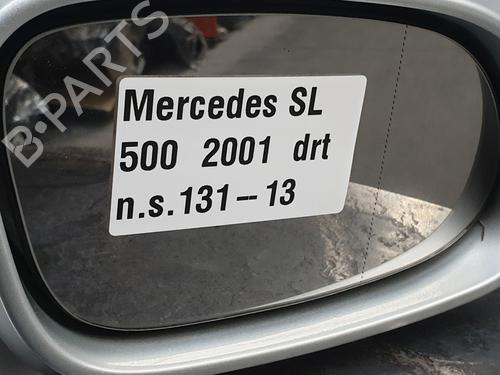 B-PARTS
Mercedes SL
500 2001 drt
n.s.131-- 13